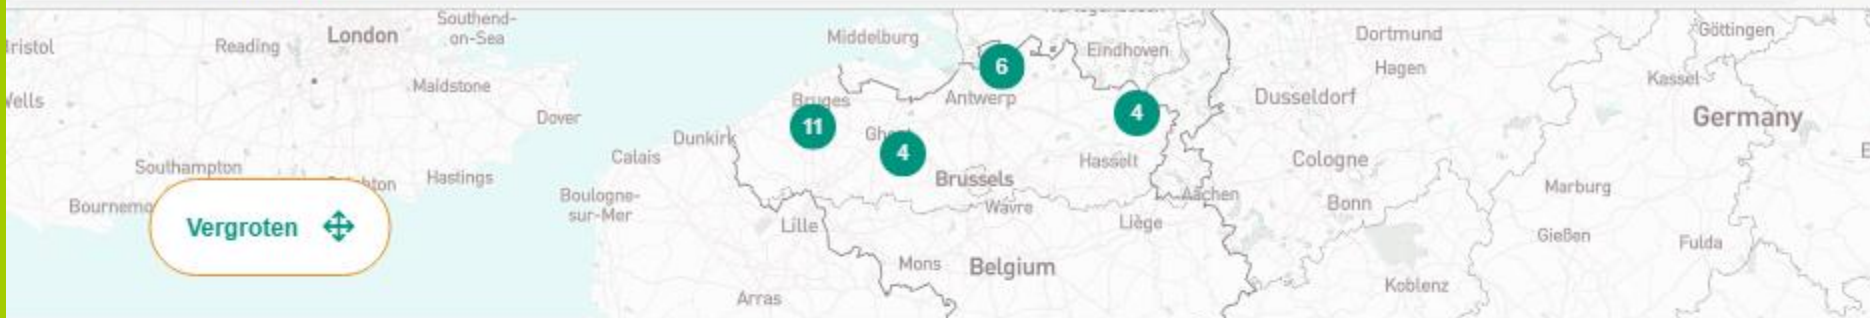 Southend-
on-Sea
London
Reading
Maidstone
Dover
Southampton
Hastings
Middelburg
Eindhoven
6
Antwerp
Bruges
11
4
4
Dunkirk
Calais
Hasselt
Brussels
Boulogne-
sur-Mer
Wavre
Lille
Liège
Aachen
Mons
Belgium
Arras
Dortmund
Hagen
Dusseldorf
Cologne
Bonn
Koblenz
Göttingen
Kassel
Germany
Marburg
Gießen
Fulda
Vergroten